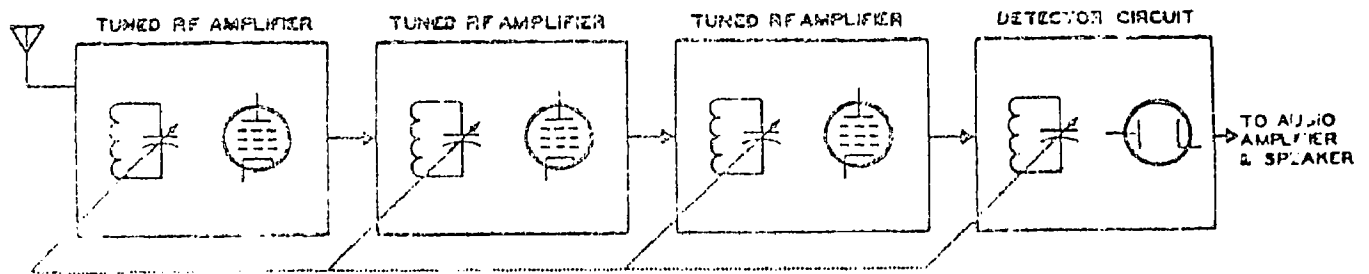 TUNED RF AMPLIFIER
TUNED RF AMPLIFIER
TUNED RF AMPLIFIER
DETECTOR CIRCUIT
TO AUDIO
AMPLIFIER
& SPEAKER